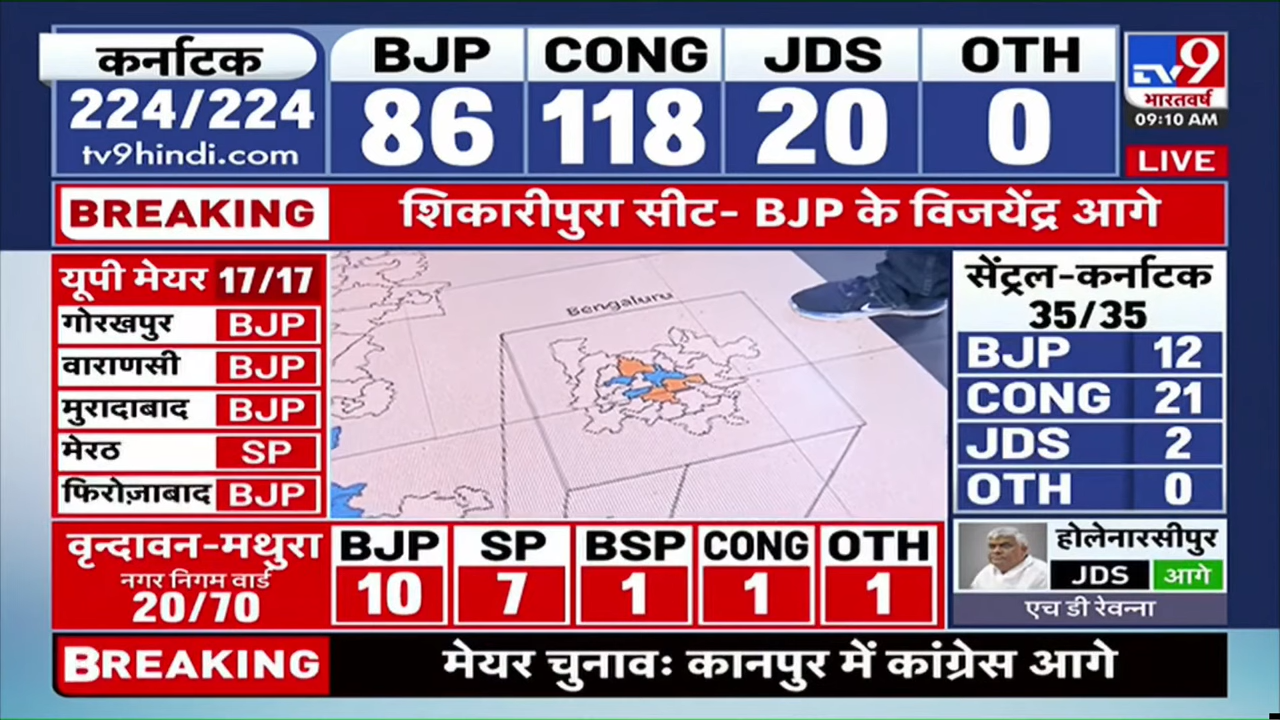 कर्नाटक
224/224
tv9hindi.com
BJP CONG JDS OTH
86 118 20 0
TV9
भारतवर्ष
09:10 AM
LIVE
BREAKING
शिकारीपुरा सीट- BJP के विजयेंद्र आगे
यूपी मेयर 17/17
गोरखपुर BJP
वाराणसी BJP
मुरादाबाद BJP
मेरठ SP
फिरोज़ाबाद BJP
Bengaluru
सेंट्रल-कर्नाटक
35/35
BJP 12
CONG 21
JDS 2
OTH 0
वृन्दावन-मथुरा
नगर निगम वार्ड
20/70
BJP SP BSP CONG OTH
10 7 1 1 1
होलेनारसीपुर
JDS आगे
एच डी रेवन्ना
BREAKING
मेयर चुनावः कानपुर में कांग्रेस आगे